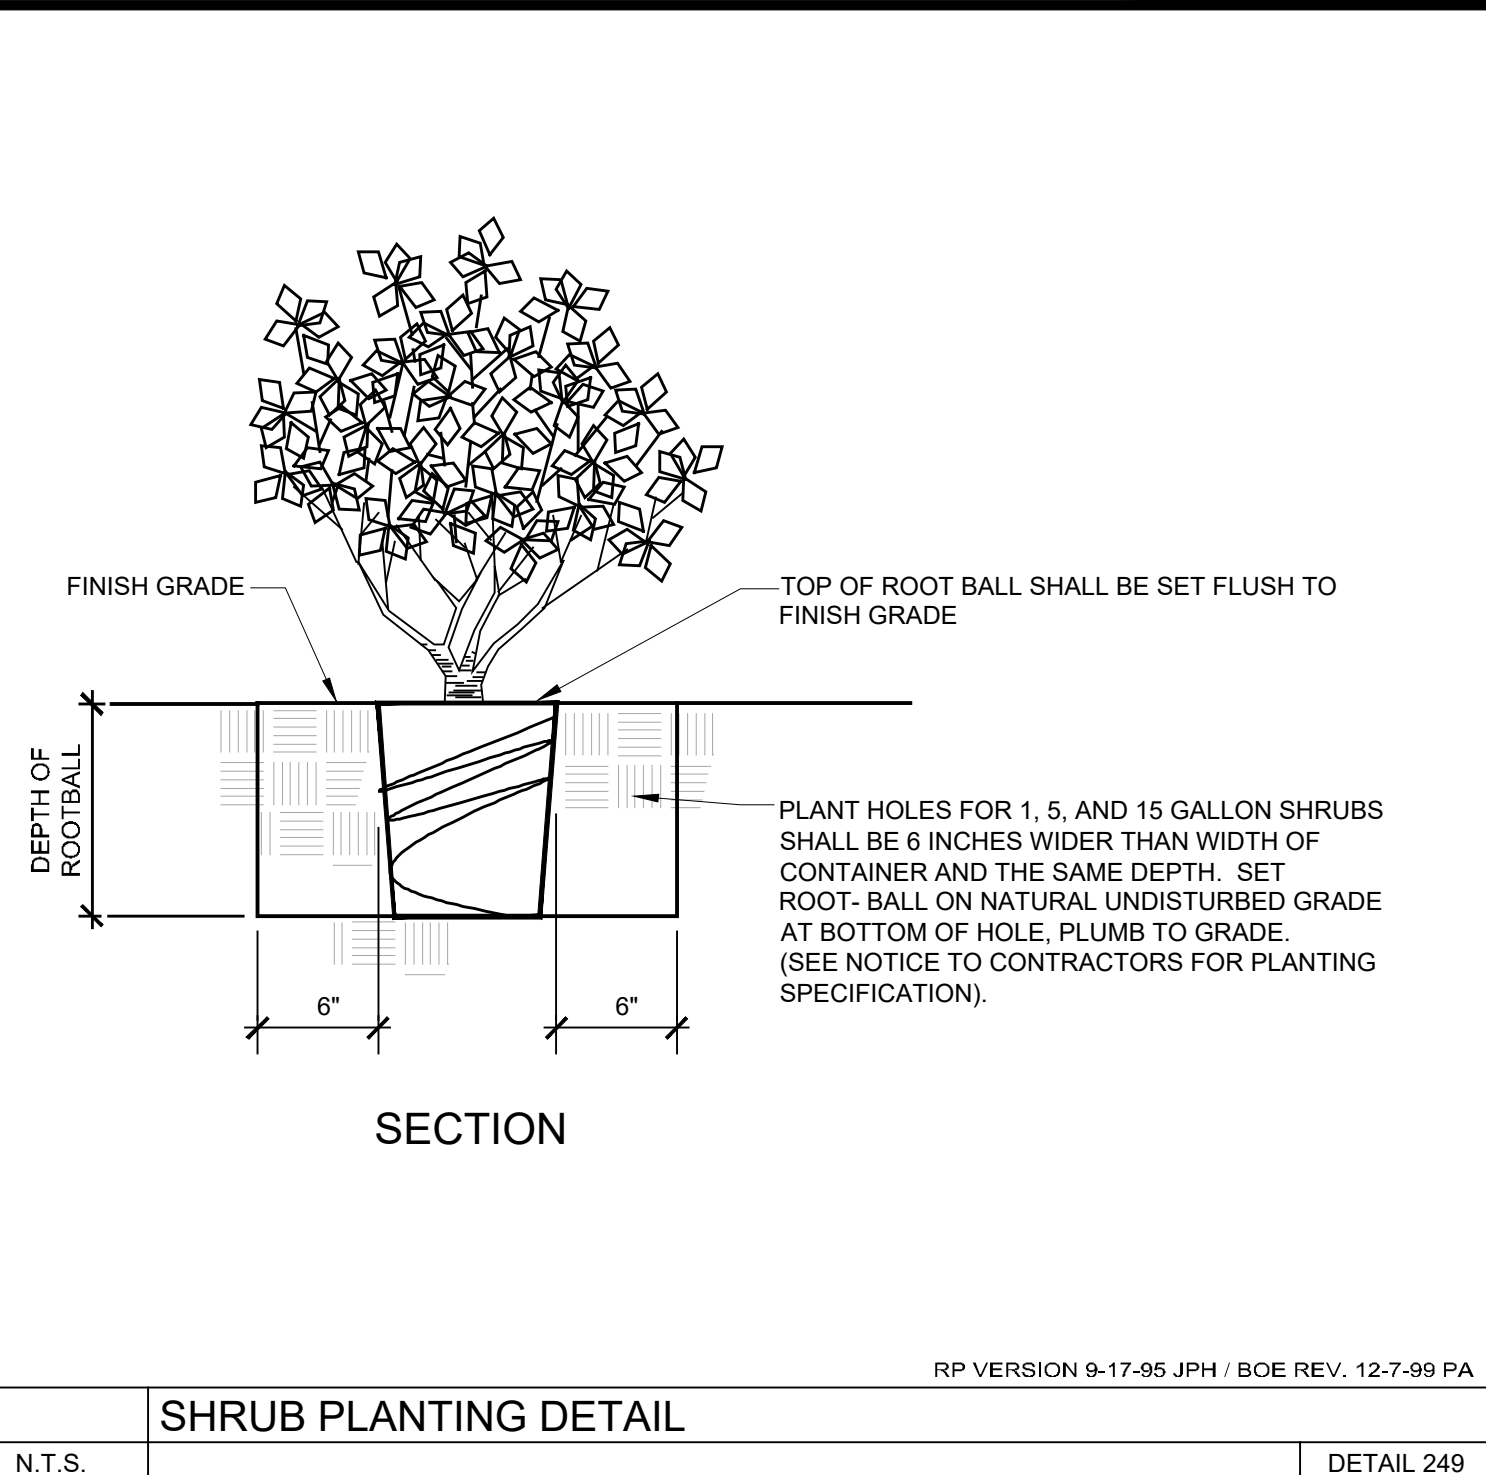 FINISH GRADE
TOP OF ROOT BALL SHALL BE SET FLUSH TO
FINISH GRADE
DEPTH OF
ROOTBALL
PLANT HOLES FOR 1, 5, AND 15 GALLON SHRUBS
SHALL BE 6 INCHES WIDER THAN WIDTH OF
CONTAINER AND THE SAME DEPTH.  SET
ROOT- BALL ON NATURAL UNDISTURBED GRADE
AT BOTTOM OF HOLE, PLUMB TO GRADE.
(SEE NOTICE TO CONTRACTORS FOR PLANTING
SPECIFICATION).
6"
6"
SECTION
RP VERSION 9-17-95 JPH / BOE REV. 12-7-99 PA
SHRUB PLANTING DETAIL
N.T.S.
DETAIL 249